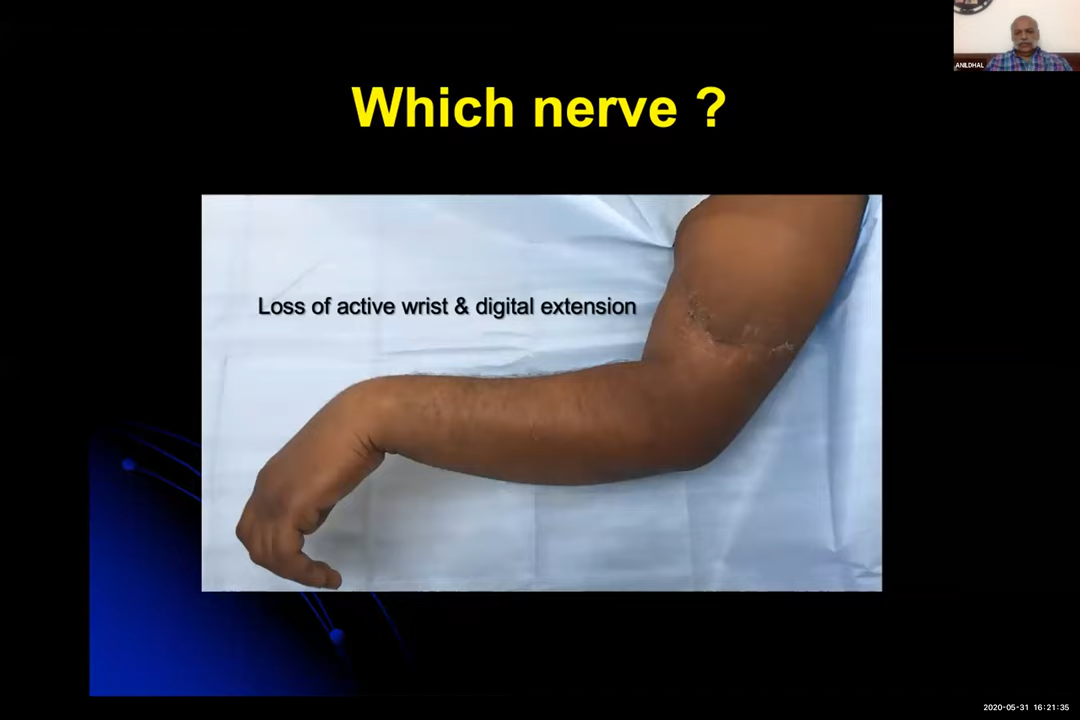 ANILDHAL
Which nerve ?
Loss of active wrist & digital extension
2020-05-31 16:21:35